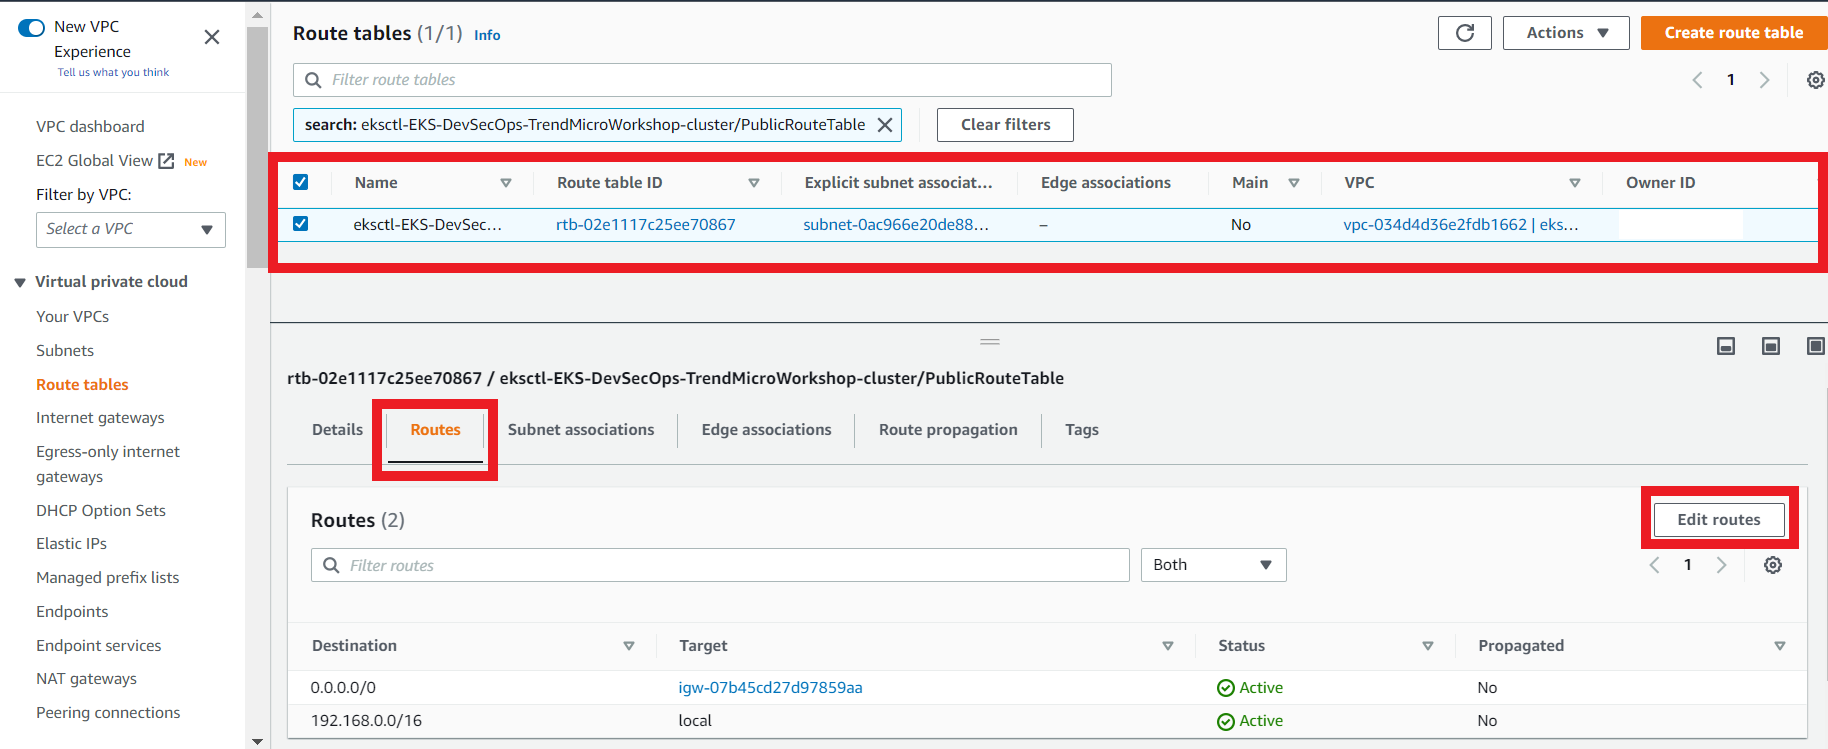 New VPC
Experience
Tell us what you think
VPC dashboard
EC2 Global View New
Filter by VPC:
Select a VPC
Virtual private cloud
Your VPCs
Subnets
Route tables
Internet gateways
Egress-only internet
gateways
DHCP Option Sets
Elastic IPs
Managed prefix lists
Endpoints
Endpoint services
NAT gateways
Peering connections
Route tables (1/1) Info
Actions
Create route table
Filter route tables
1
search: eksctl-EKS-DevSecOps-TrendMicroWorkshop-cluster/PublicRouteTable
Clear filters
Name Route table ID Explicit subnet associat... Edge associations Main VPC Owner ID
eksctl-EKS-DevSec... rtb-02e1117c25ee70867 subnet-0ac966e20de88... – No vpc-034d4d36e2fdb1662 | eks...
rtb-02e1117c25ee70867 / eksctl-EKS-DevSecOps-TrendMicroWorkshop-cluster/PublicRouteTable
Details Routes Subnet associations Edge associations Route propagation Tags
Routes (2)
Edit routes
Filter routes
Both
1
Destination Target Status Propagated
0.0.0.0/0 igw-07b45cd27d97859aa Active No
192.168.0.0/16 local Active No